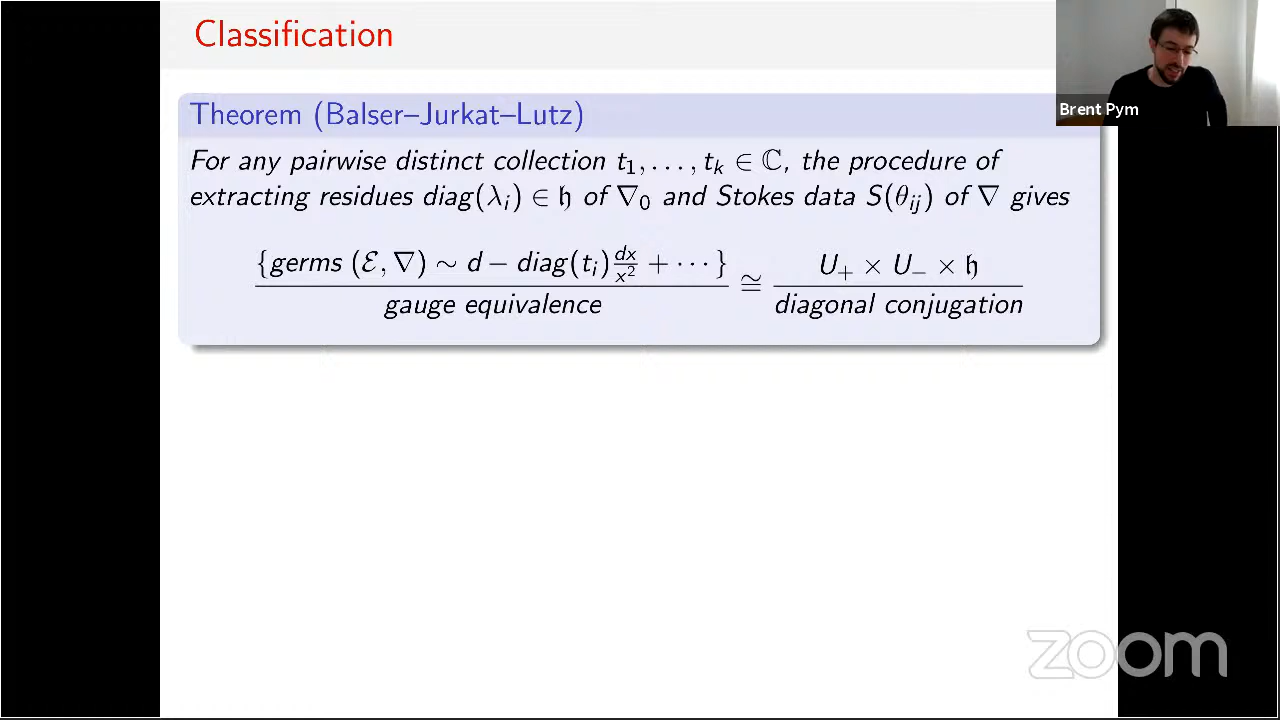 Classification
Brent Pym
Theorem (Balser–Jurkat–Lutz)
For any pairwise distinct collection t₁, . . . , tₖ ∈ ℂ, the procedure of
extracting residues diag(λᵢ) ∈ 𝔥 of ∇₀ and Stokes data S(θᵢⱼ) of ∇ gives
{germs (ℰ, ∇) ∼ d − diag(tᵢ) dx/x² + · · · } / gauge equivalence ≅ U₊ × U₋ × 𝔥 / diagonal conjugation
zoom